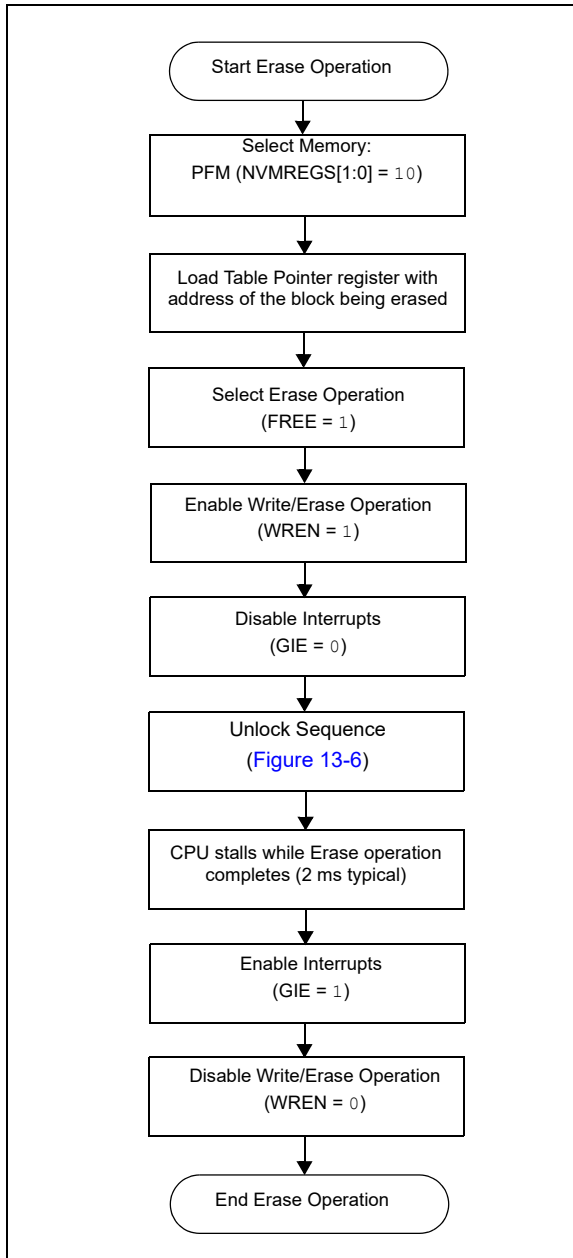 Start Erase Operation
Select Memory:
PFM (NVMREGS[1:0] = 10)
Load Table Pointer register with
address of the block being erased
Select Erase Operation
(FREE = 1)
Enable Write/Erase Operation
(WREN = 1)
Disable Interrupts
(GIE = 0)
Unlock Sequence
(Figure 13-6)
CPU stalls while Erase operation
completes (2 ms typical)
Enable Interrupts
(GIE = 1)
Disable Write/Erase Operation
(WREN = 0)
End Erase Operation